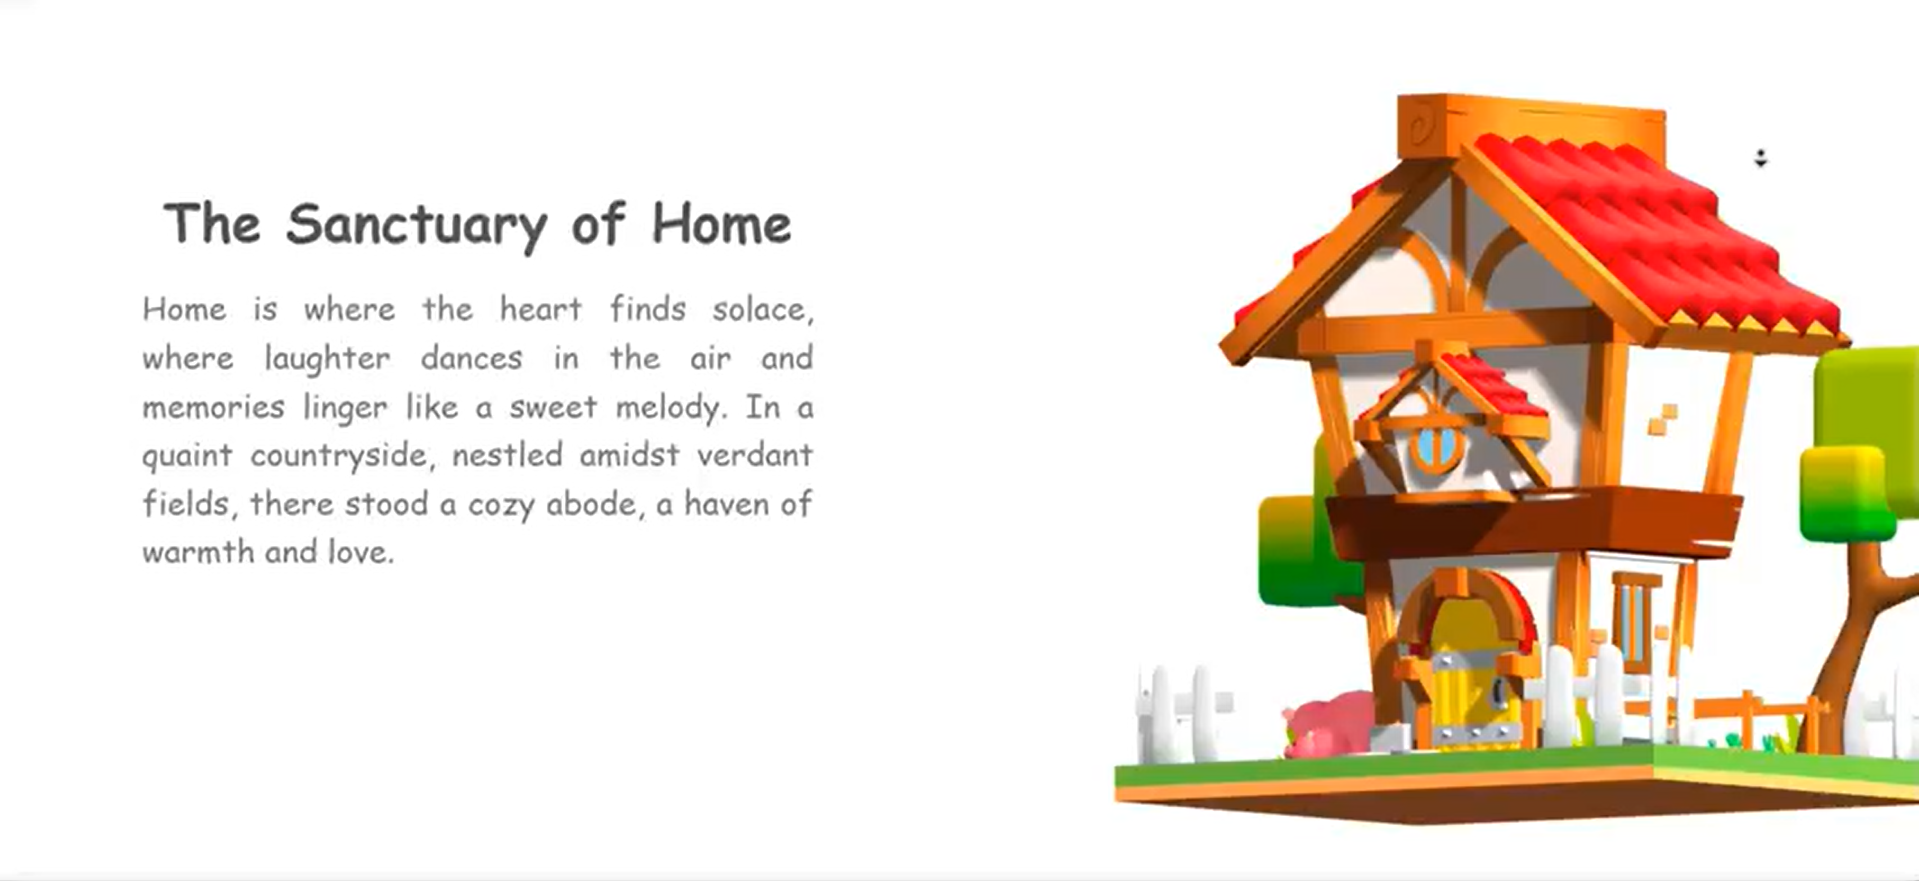 The Sanctuary of Home
Home is where the heart finds solace,
where laughter dances in the air and
memories linger like a sweet melody. In a
quaint countryside, nestled amidst verdant
fields, there stood a cozy abode, a haven of
warmth and love.